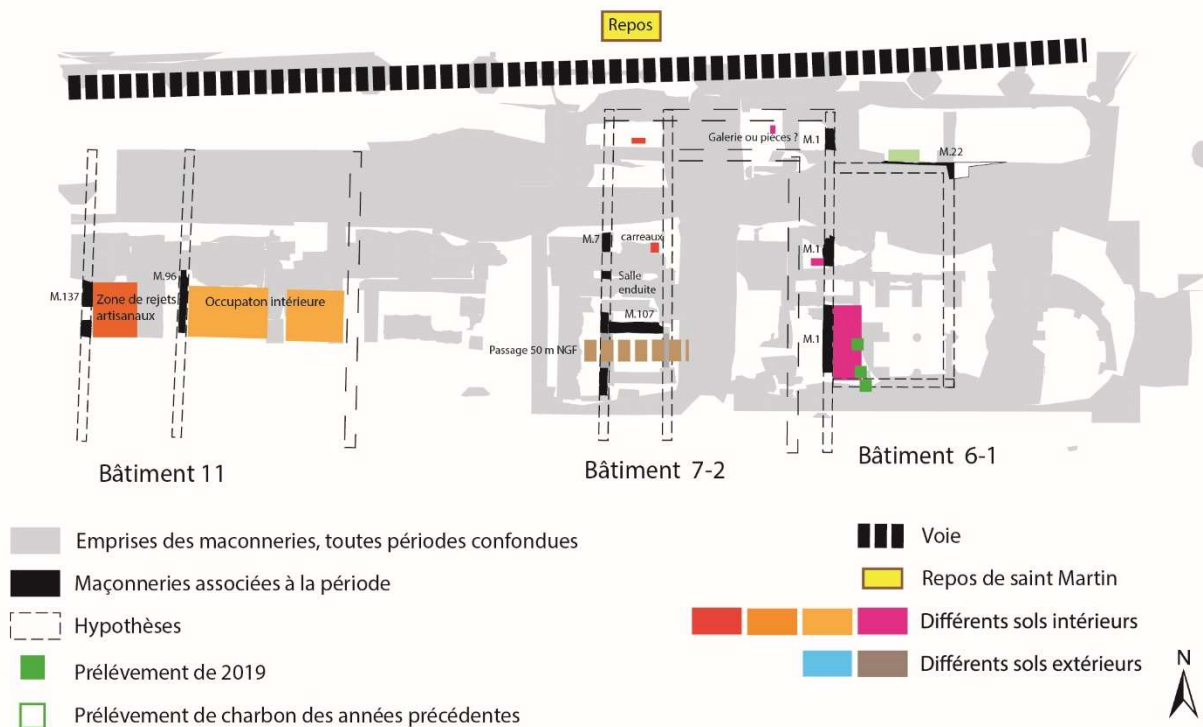 Repos
Galerie ou pièces ?
M.1
M.22
M.7
carreaux
M.1
M.96
Salle
enduite
M.137
Zone de rejets
artisanaux
Occupaton intérieure
M.107
M.1
Passage 50 m NGF
Bâtiment 11
Bâtiment 7-2
Bâtiment 6-1
Emprises des maconneries, toutes périodes confondues
Maçonneries associées à la période
Hypothèses
Prélévement de 2019
Prélévement de charbon des années précédentes
Voie
Repos de saint Martin
Différents sols intérieurs
Différents sols extérieurs
N